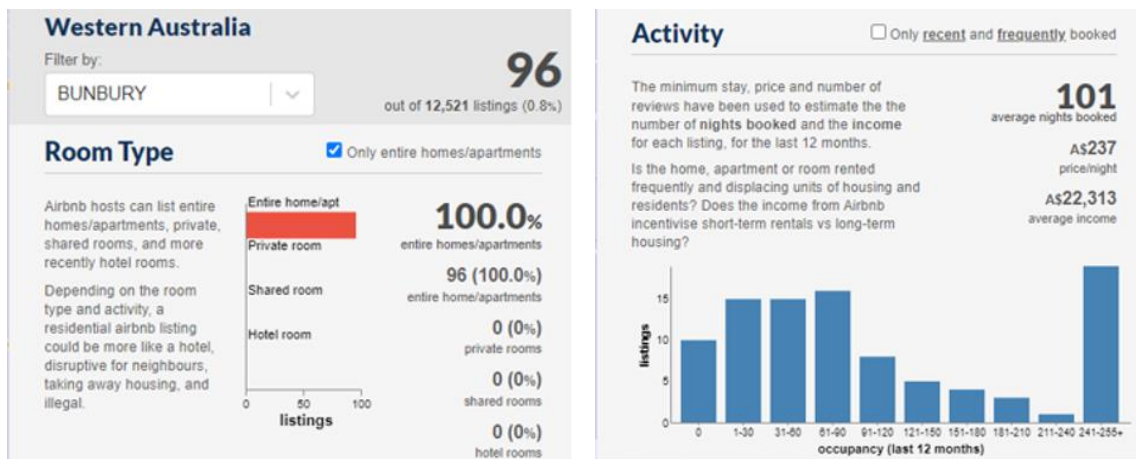 Western Australia
Filter by:
BUNBURY
96
out of 12,521 listings (0.8%)
Room Type
Only entire homes/apartments
Airbnb hosts can list entire
homes/apartments, private,
shared rooms, and more
recently hotel rooms.
Depending on the room
type and activity, a
residential airbnb listing
could be more like a hotel,
disruptive for neighbours,
taking away housing, and
illegal.
Entire home/apt
Private room
Shared room
Hotel room
0 50 100
listings
100.0%
entire homes/apartments
96 (100.0%)
entire home/apartments
0 (0%)
private rooms
0 (0%)
shared rooms
0 (0%)
hotel rooms
Activity
Only recent and frequently booked
The minimum stay, price and number of
reviews have been used to estimate the the
number of nights booked and the income
for each listing, for the last 12 months.
Is the home, apartment or room rented
frequently and displacing units of housing and
residents? Does the income from Airbnb
incentivise short-term rentals vs long-term
housing?
101
average nights booked
A$237
price/night
A$22,313
average income
15
10
5
0
listings
0 1-30 31-60 61-90 91-120 121-150 151-180 181-210 211-240 241-255+
occupancy (last 12 months)